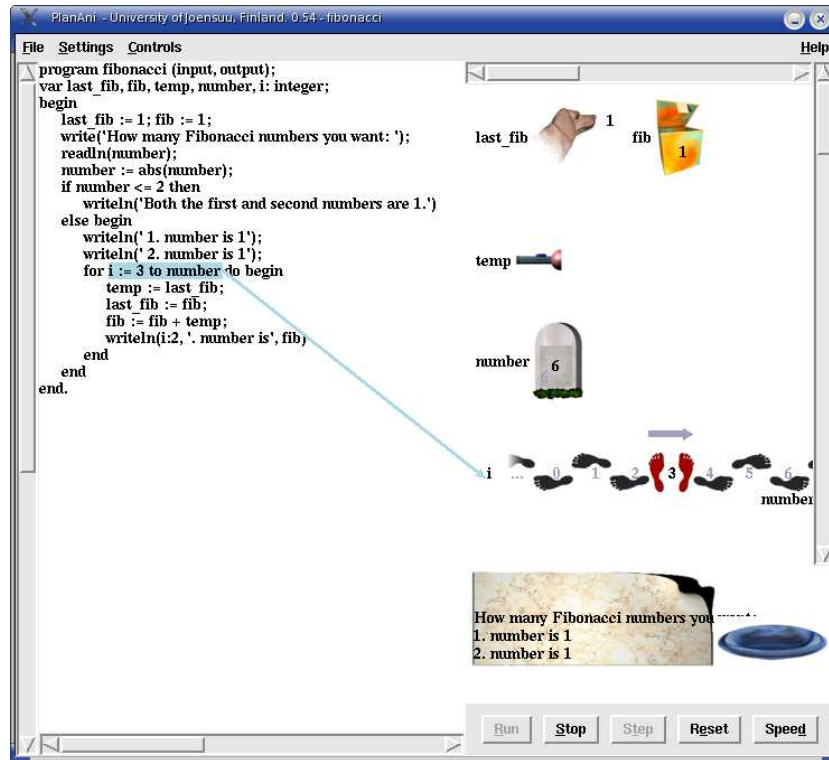 PlanAni - University of Joensuu, Finland. 0.54 - fibonacci
File Settings Controls Help
program fibonacci (input, output);
var last_fib, fib, temp, number, i: integer;
begin
last_fib := 1; fib := 1;
write('How many Fibonacci numbers you want: ');
readln(number);
number := abs(number);
if number <= 2 then
writeln('Both the first and second numbers are 1.')
else begin
writeln(' 1. number is 1');
writeln(' 2. number is 1');
for i := 3 to number do begin
temp := last_fib;
last_fib := fib;
fib := fib + temp;
writeln(i:2, '. number is', fib)
end
end
end.
last_fib 1 fib 1
temp
number 6
6
i ... 0 1 2 3 4 5 6
number
How many Fibonacci numbers you
1. number is 1
2. number is 1
Run Stop Step Reset Speed